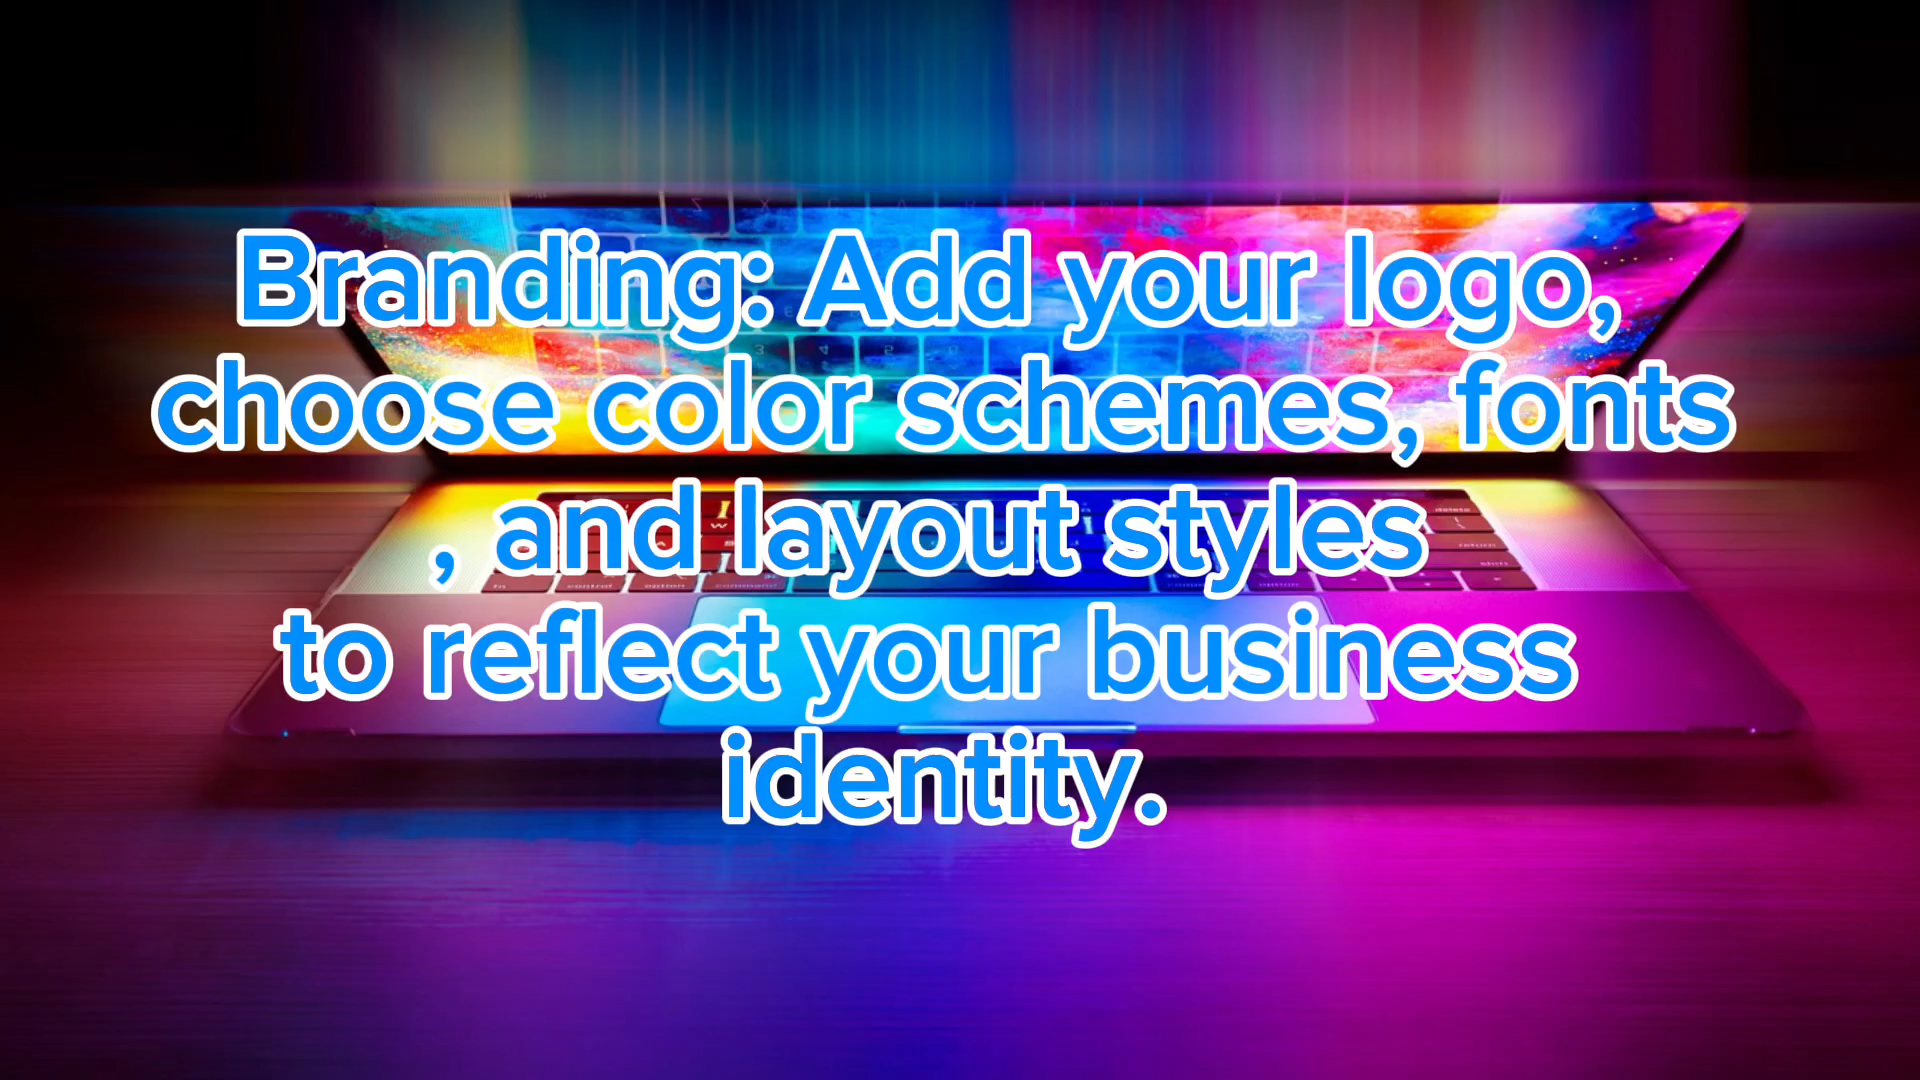 Branding: Add your logo,
choose color schemes, fonts
, and layout styles
to reflect your business
identity.